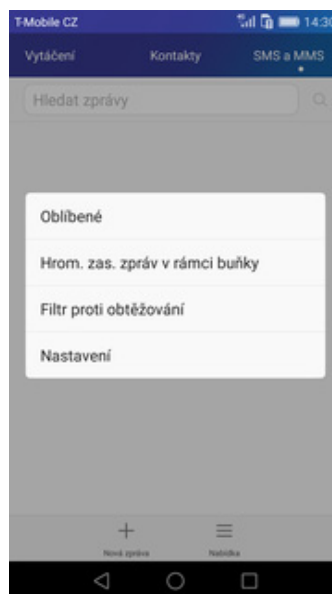 T-Mobile CZ 14:30
Vytáčení Kontakty SMS a MMS
Hledat zprávy
Oblíbené
Hrom. zas. zpráv v rámci buňky
Filtr proti obtěžování
Nastavení
Nová zpráva Nabídka